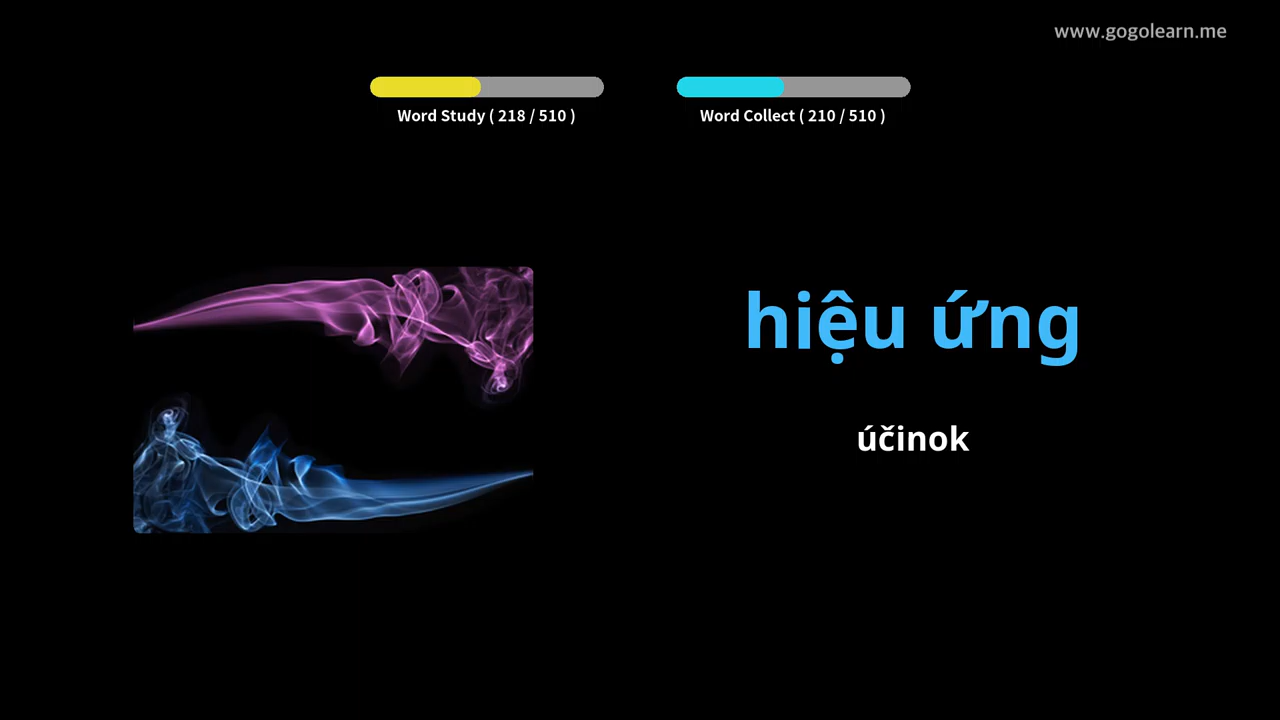 www.gogolearn.me
Word Study ( 218 / 510 )
Word Collect ( 210 / 510 )
hiệu ứng
účinok